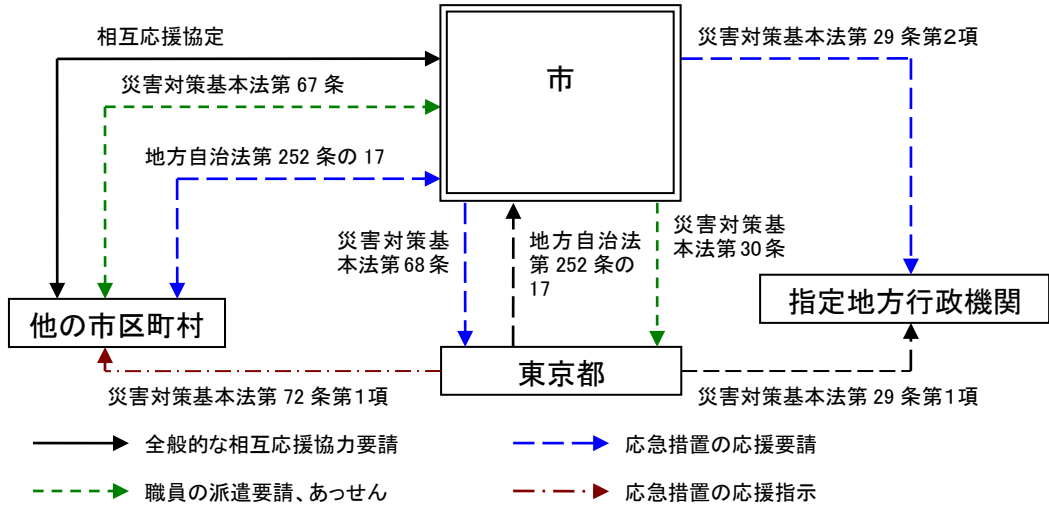 相互応援協定
災害対策基本法第 67 条
地方自治法第 252 条の 17
市
災害対策基本法第 29 条第2項
災害対策基
本法第 68 条
地方自治法
第 252 条の
17
災害対策基
本法第30 条
他の市区町村
東京都
指定地方行政機関
災害対策基本法第 72 条第1項
災害対策基本法第 29 条第1項
全般的な相互応援協力要請
応急措置の応援要請
職員の派遣要請、あっせん
応急措置の応援指示